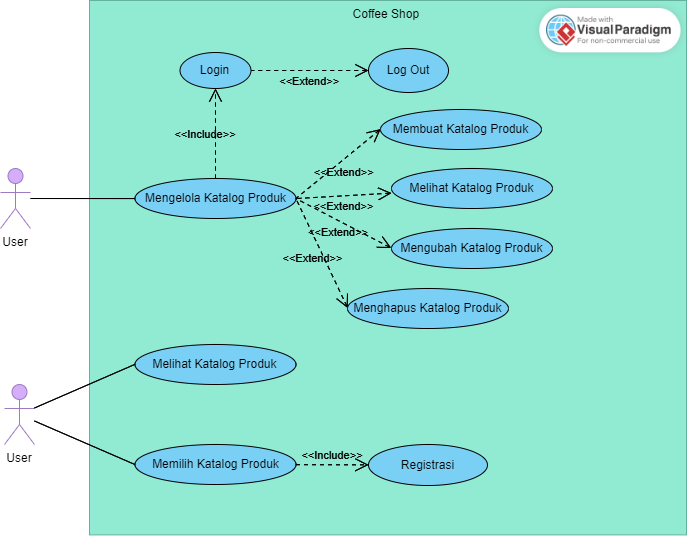 Coffee Shop
Made with
VisualParadigm
For non-commercial use
Login
<<Extend>>
Log Out
<<Include>>
Membuat Katalog Produk
<<Extend>>
Mengelola Katalog Produk
Melihat Katalog Produk
<<Extend>>
User
<<Extend>>
Mengubah Katalog Produk
<<Extend>>
Menghapus Katalog Produk
Melihat Katalog Produk
User
Memilih Katalog Produk
<<Include>>
Registrasi